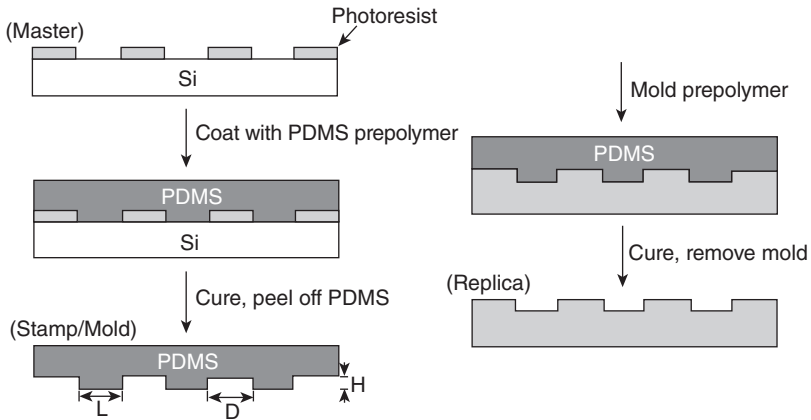 Photoresist
(Master)
Si
Coat with PDMS prepolymer
PDMS
Si
Cure, peel off PDMS
(Stamp/Mold)
PDMS
H
L
D
Mold prepolymer
PDMS
Cure, remove mold
(Replica)